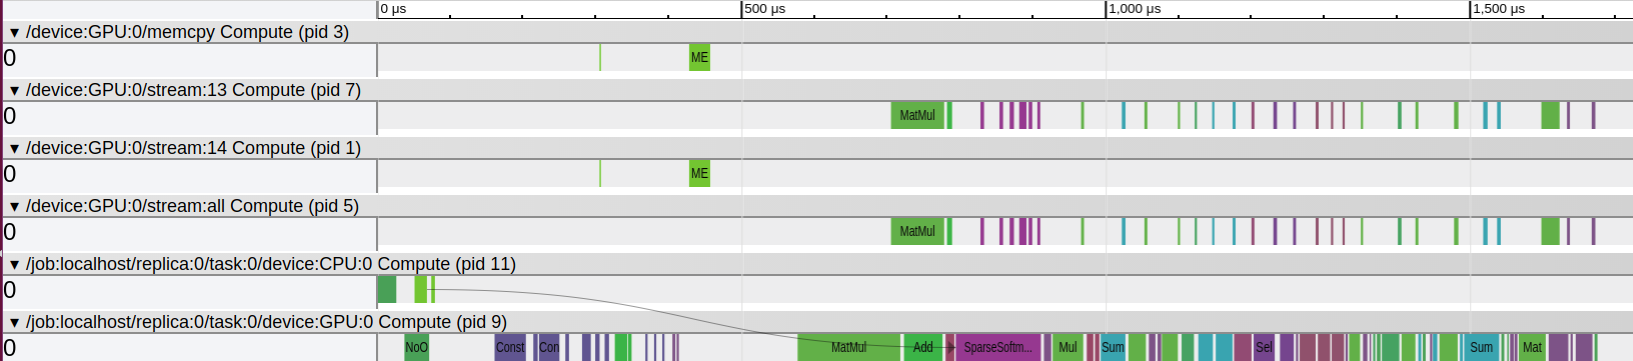 0 μs 500 μs 1,000 μs 1,500 μs
▼ /device:GPU:0/memcpy Compute (pid 3)
0 ME
▼ /device:GPU:0/stream:13 Compute (pid 7)
0 MatMul
▼ /device:GPU:0/stream:14 Compute (pid 1)
0 ME
▼ /device:GPU:0/stream:all Compute (pid 5)
0 MatMul
▼ /job:localhost/replica:0/task:0/device:CPU:0 Compute (pid 11)
0
▼ /job:localhost/replica:0/task:0/device:GPU:0 Compute (pid 9)
0 NoO Const Con MatMul Add SparseSoftm... Mul Sum Sel Sum Mat